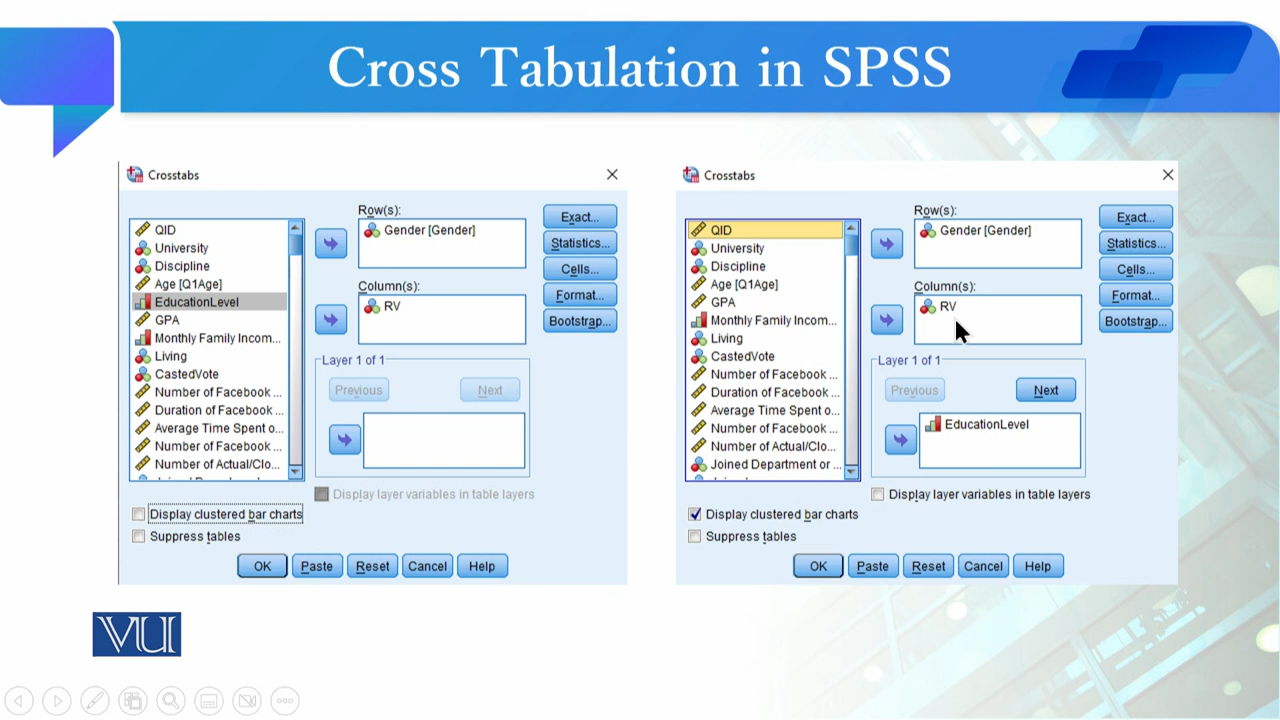 Cross Tabulation in SPSS
Crosstabs
QID
University
Discipline
Age [Q1Age]
EducationLevel
GPA
Monthly Family Incom...
Living
CastedVote
Number of Facebook ...
Duration of Facebook ...
Average Time Spent o...
Number of Facebook ...
Number of Actual/Clo...
Row(s):
Gender [Gender]
Column(s):
RV
Layer 1 of 1
Previous
Next
Display layer variables in table layers
Exact...
Statistics...
Cells...
Format...
Bootstrap...
Display clustered bar charts
Suppress tables
OK
Paste
Reset
Cancel
Help
Crosstabs
QID
University
Discipline
Age [Q1Age]
GPA
Monthly Family Incom...
Living
CastedVote
Number of Facebook ...
Duration of Facebook ...
Average Time Spent o...
Number of Facebook ...
Number of Actual/Clo...
Joined Department or ...
Row(s):
Gender [Gender]
Column(s):
RV
Layer 1 of 1
Previous
Next
EducationLevel
Display layer variables in table layers
Exact...
Statistics...
Cells...
Format...
Bootstrap...
Display clustered bar charts
Suppress tables
OK
Paste
Reset
Cancel
Help
VU